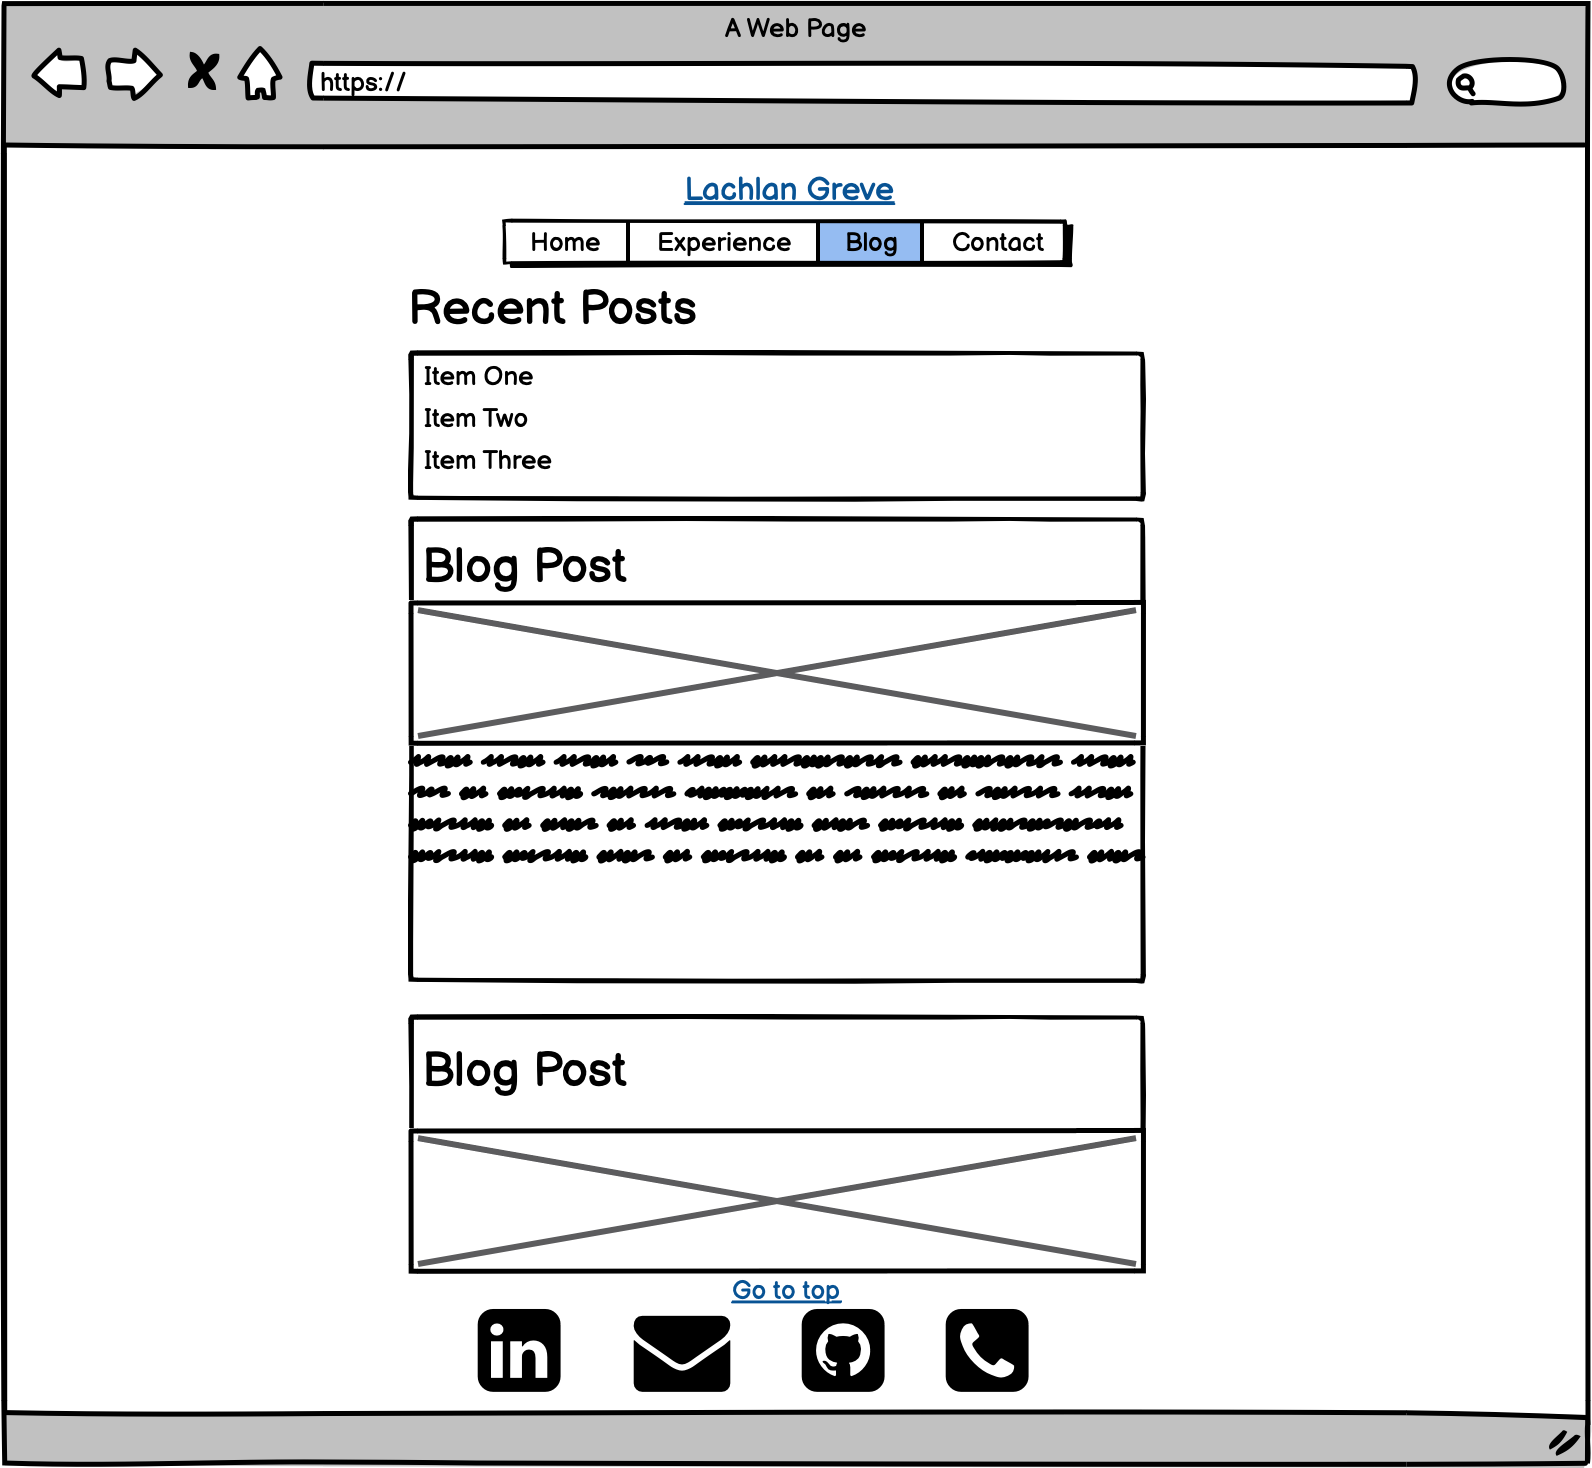 A Web Page
https://
Lachlan Greve
Home Experience Blog Contact
Recent Posts
Item One
Item Two
Item Three
Blog Post
Blog Post
Go to top
in